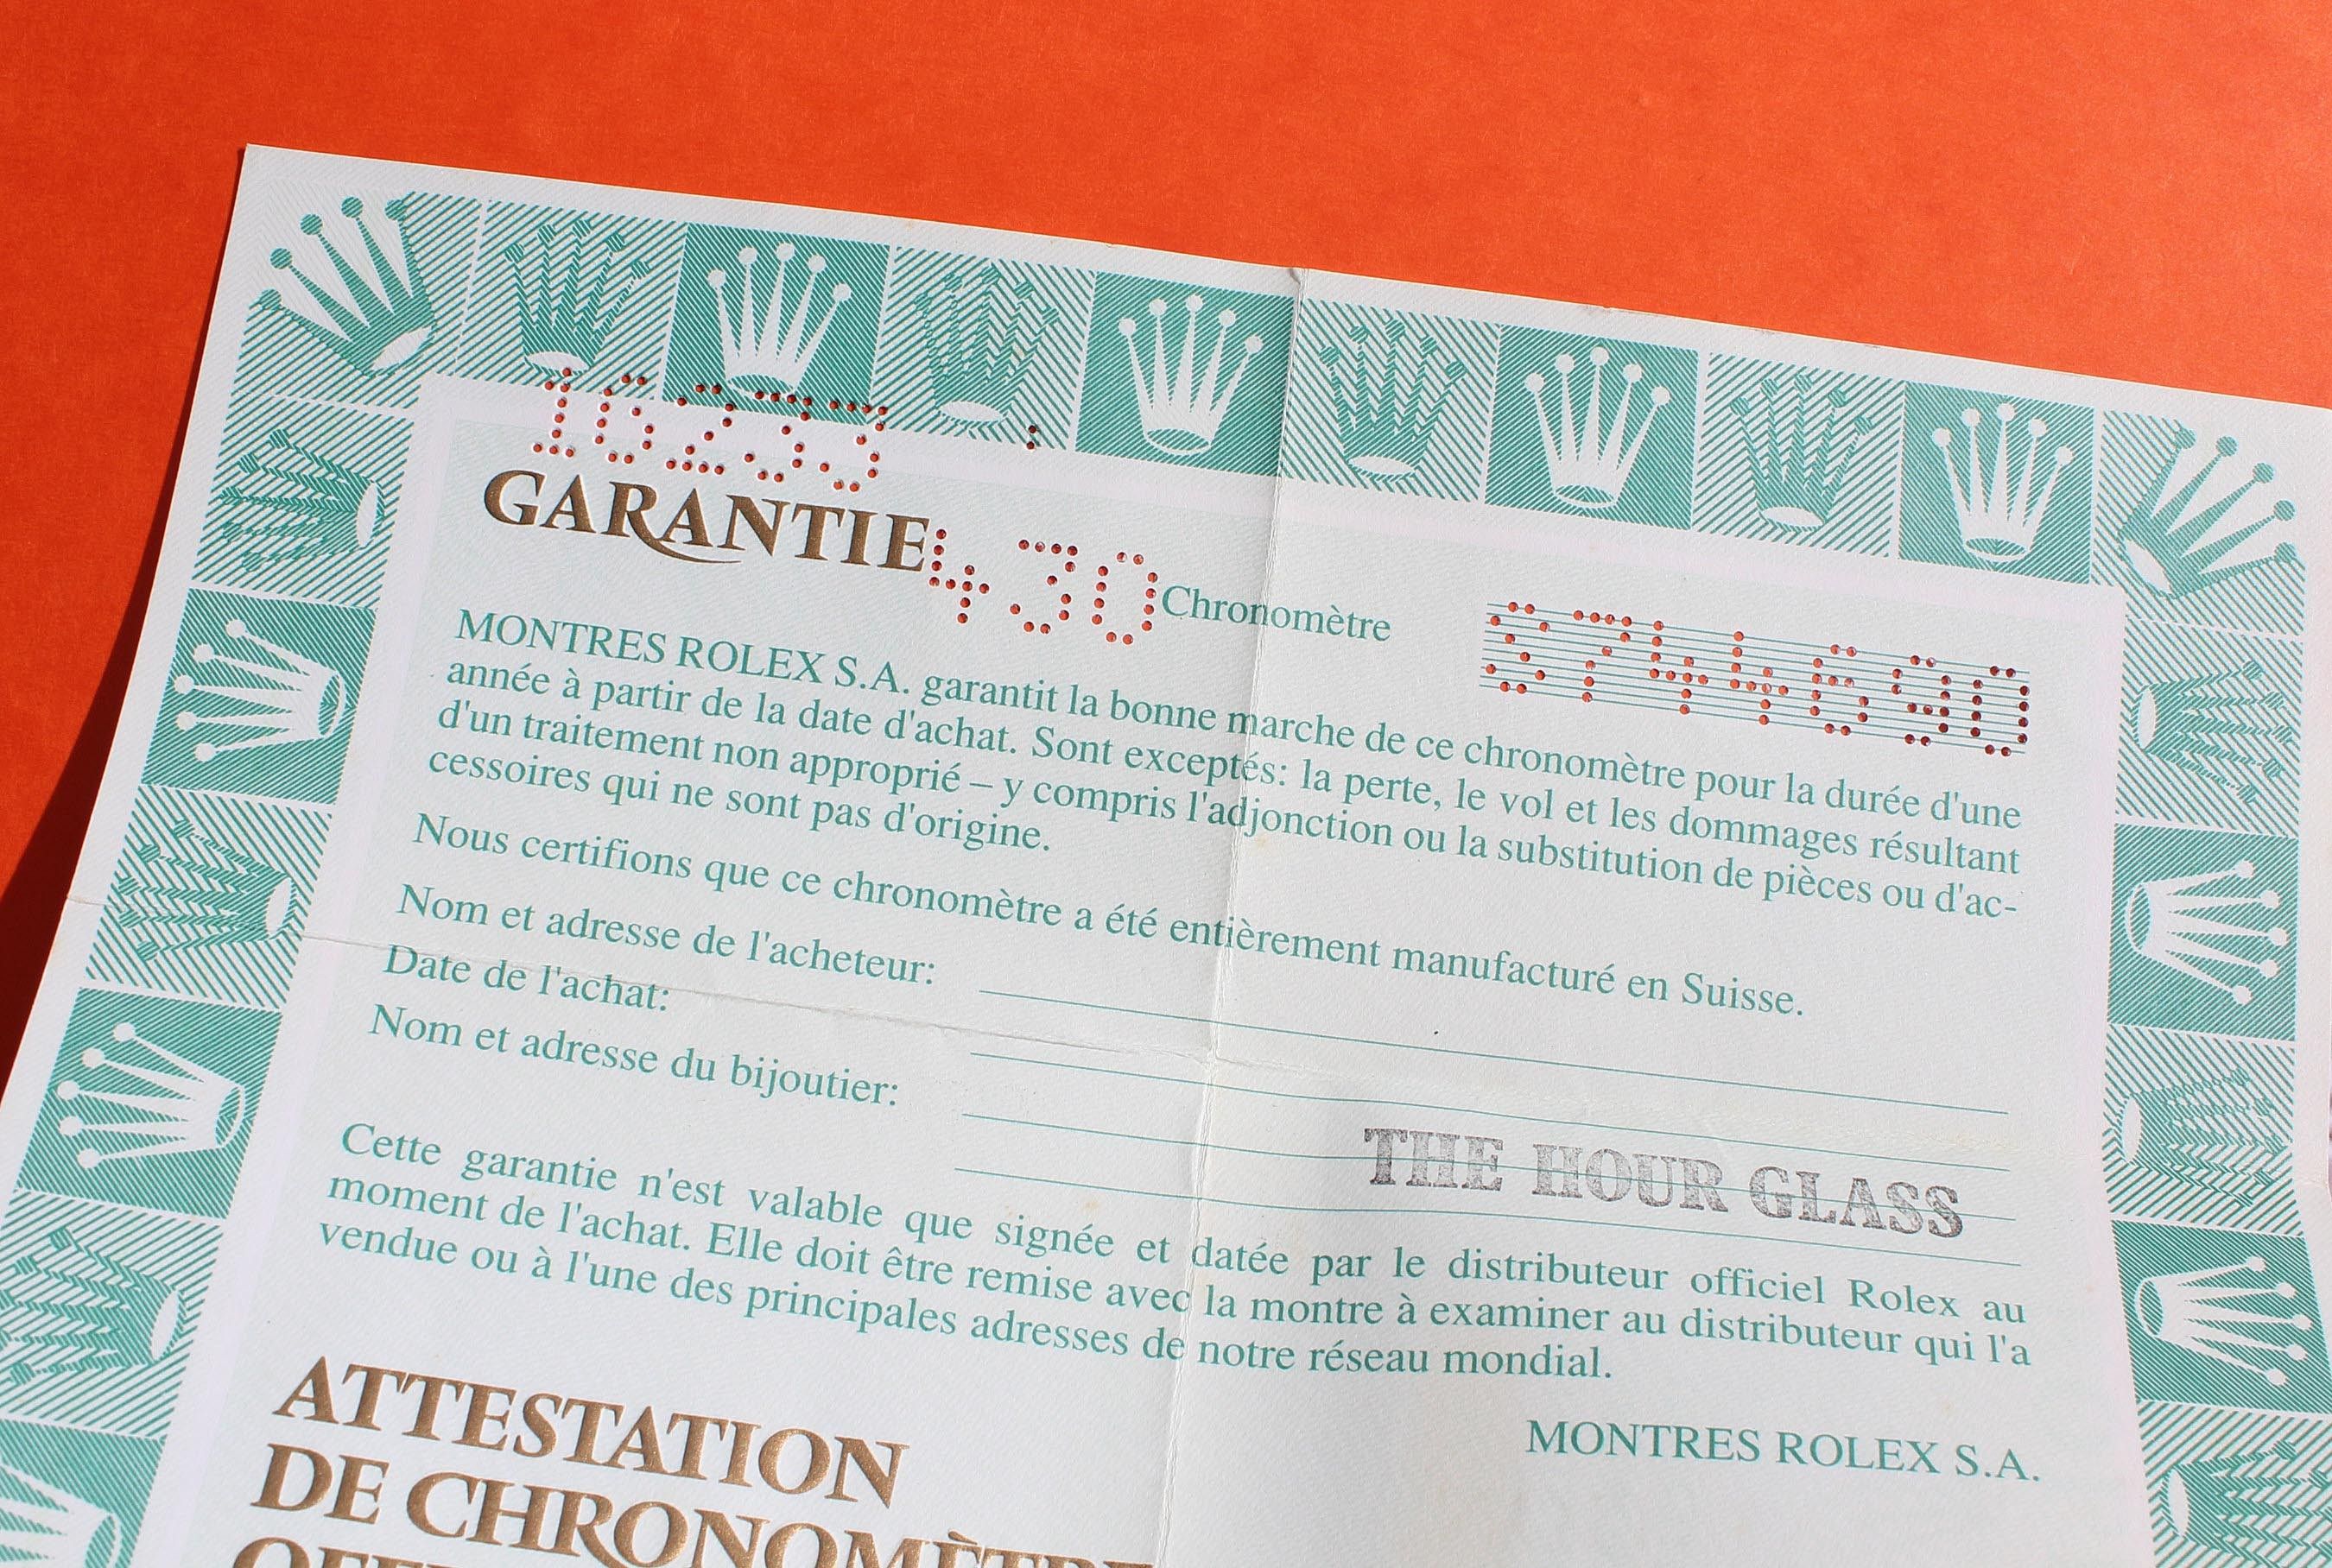 16233
GARANTIE 430 Chronomètre S744690
MONTRES ROLEX S.A. garantit la bonne marche de ce chronomètre pour la durée d'une
année à partir de la date d'achat. Sont exceptés: la perte, le vol et les dommages résultant
d'un traitement non approprié – y compris l'adjonction ou la substitution de pièces ou d'ac-
cessoires qui ne sont pas d'origine.
Nous certifions que ce chronomètre a été entièrement manufacturé en Suisse.
Nom et adresse de l'acheteur:
Date de l'achat:
Nom et adresse du bijoutier:
THE HOUR GLASS
Cette garantie n'est valable que signée et datée par le distributeur officiel Rolex au
moment de l'achat. Elle doit être remise avec la montre à examiner au distributeur qui l'a
vendue ou à l'une des principales adresses de notre réseau mondial.
MONTRES ROLEX S.A.
ATTESTATION
DE CHRONOMÈTRE